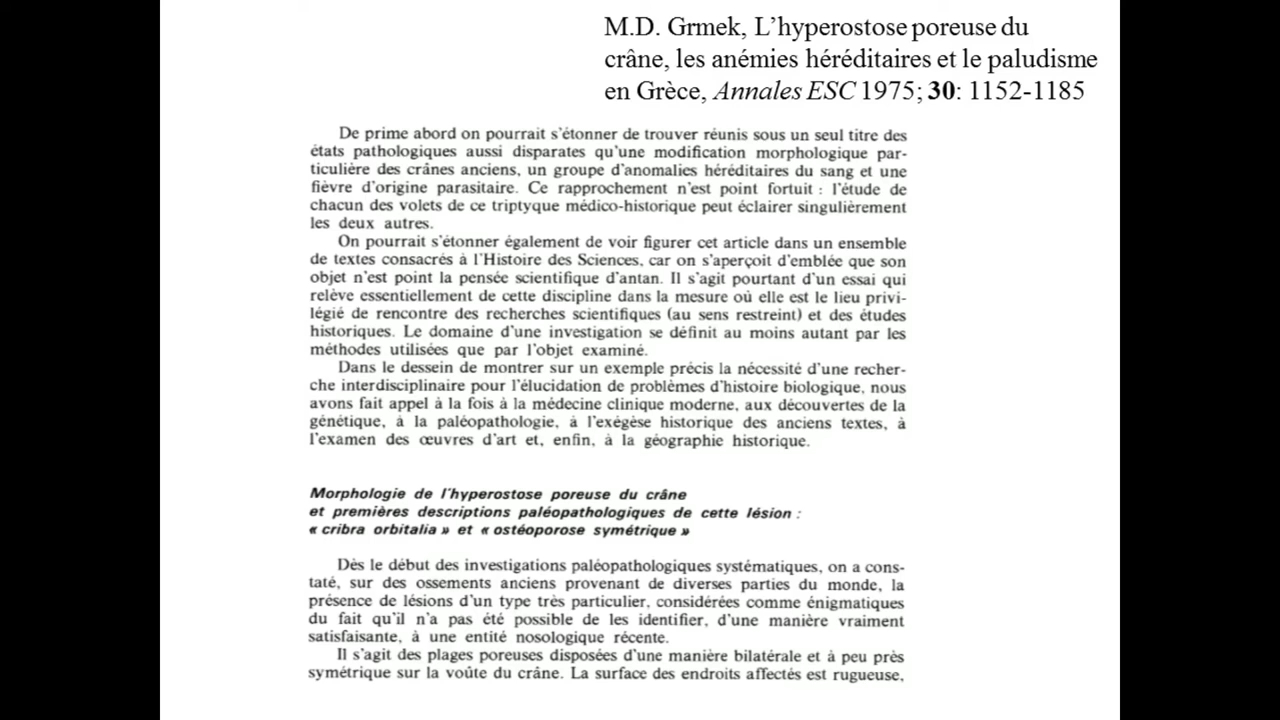 M.D. Grmek, L’hyperostose poreuse du
crâne, les anémies héréditaires et le paludisme
en Grèce, Annales ESC 1975; 30: 1152-1185
De prime abord on pourrait s'étonner de trouver réunis sous un seul titre des
états pathologiques aussi disparates qu'une modification morphologique par-
ticulière des crânes anciens, un groupe d'anomalies héréditaires du sang et une
fièvre d'origine parasitaire. Ce rapprochement n'est point fortuit : l'étude de
chacun des volets de ce triptyque médico-historique peut éclairer singulièrement
les deux autres.
On pourrait s'étonner également de voir figurer cet article dans un ensemble
de textes consacrés à l'Histoire des Sciences, car on s'aperçoit d'emblée que son
objet n'est point la pensée scientifique d'antan. Il s'agit pourtant d'un essai qui
relève essentiellement de cette discipline dans la mesure où elle est le lieu privi-
légié de rencontre des recherches scientifiques (au sens restreint) et des études
historiques. Le domaine d'une investigation se définit au moins autant par les
méthodes utilisées que par l'objet examiné.
Dans le dessein de montrer sur un exemple précis la nécessité d'une recher-
che interdisciplinaire pour l'élucidation de problèmes d'histoire biologique, nous
avons fait appel à la fois à la médecine clinique moderne, aux découvertes de la
génétique, à la paléopathologie, à l'exégèse historique des anciens textes, à
l'examen des œuvres d'art et, enfin, à la géographie historique.
Morphologie de l'hyperostose poreuse du crâne
et premières descriptions paléopathologiques de cette lésion :
« cribra orbitalia » et « ostéoporose symétrique »
Dès le début des investigations paléopathologiques systématiques, on a cons-
taté, sur des ossements anciens provenant de diverses parties du monde, la
présence de lésions d'un type très particulier, considérées comme énigmatiques
du fait qu'il n'a pas été possible de les identifier, d'une manière vraiment
satisfaisante, à une entité nosologique récente.
Il s'agit des plages poreuses disposées d'une manière bilatérale et à peu près
symétrique sur la voûte du crâne. La surface des endroits affectés est rugueuse,